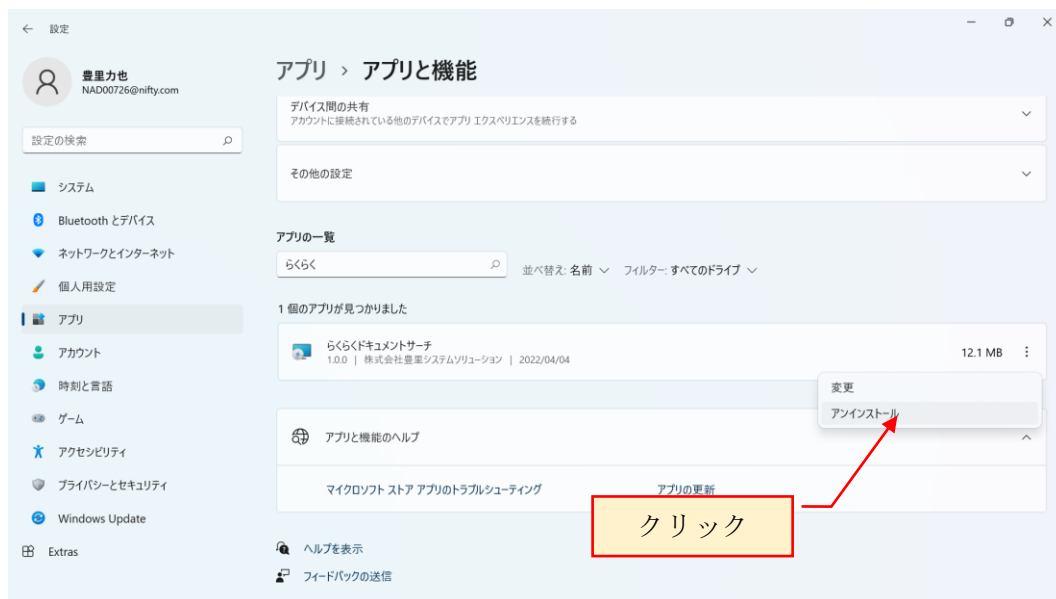 設定
豊里力也
NAD00726@nifty.com
設定の検索
システム
Bluetooth とデバイス
ネットワークとインターネット
個人用設定
アプリ
アカウント
時刻と言語
ゲーム
アクセシビリティ
プライバシーとセキュリティ
Windows Update
Extras
アプリ › アプリと機能
デバイス間の共有
アカウントに接続されている他のデバイスでアプリ エクスペリエンスを続行する
その他の設定
アプリの一覧
らくらく
並べ替え: 名前 フィルター: すべてのドライブ
1 個のアプリが見つかりました
らくらくドキュメントサーチ
1.0.0 | 株式会社豊里システムソリューション | 2022/04/04
12.1 MB
変更
アンインストール
アプリと機能のヘルプ
マイクロソフト ストア アプリのトラブルシューティング
アプリの更新
クリック
ヘルプを表示
フィードバックの送信